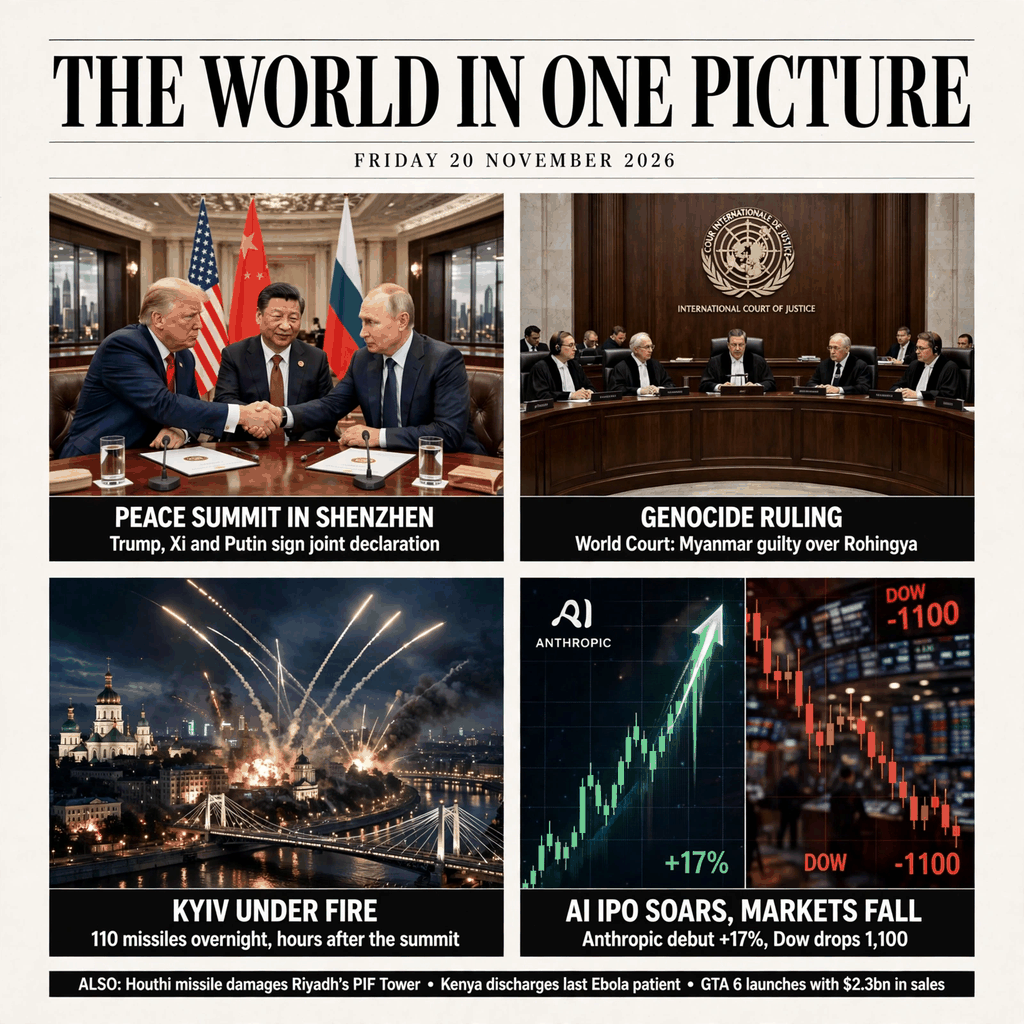 THE WORLD IN ONE PICTURE
FRIDAY 20 NOVEMBER 2026
PEACE SUMMIT IN SHENZHEN
Trump, Xi and Putin sign joint declaration
COUR INTERNATIONALE DE JUSTICE
INTERNATIONAL COURT OF JUSTICE
GENOCIDE RULING
World Court: Myanmar guilty over Rohingya
KYIV UNDER FIRE
110 missiles overnight, hours after the summit
AI
ANTHROPIC
+17%
DOW
-1100
DOW -1100
AI IPO SOARS, MARKETS FALL
Anthropic debut +17%, Dow drops 1,100
ALSO: Houthi missile damages Riyadh's PIF Tower • Kenya discharges last Ebola patient • GTA 6 launches with $2.3bn in sales